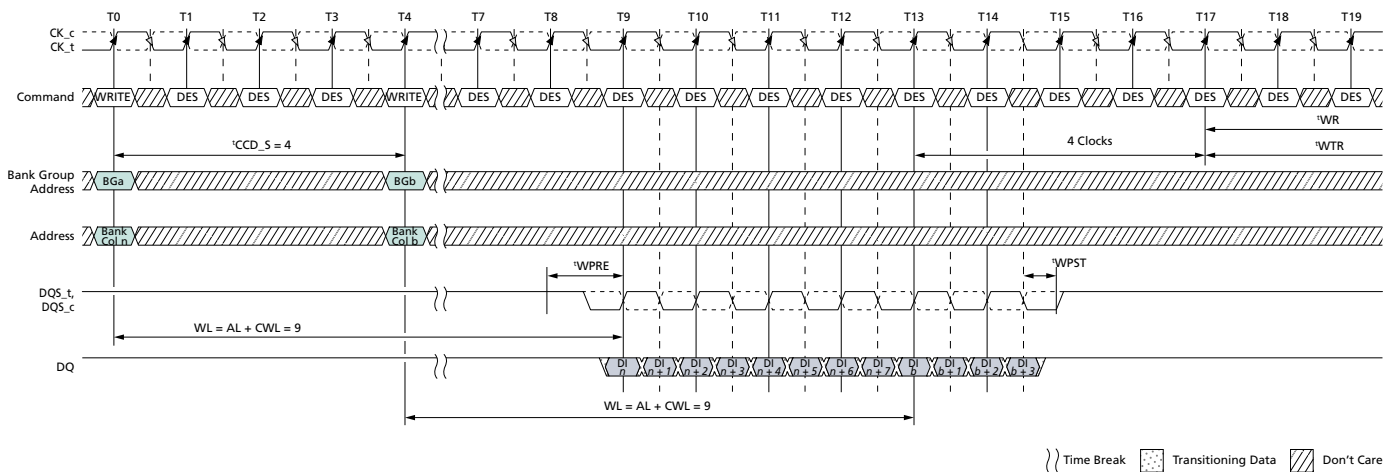 T0 T1 T2 T3 T4 T7 T8 T9 T10 T11 T12 T13 T14 T15 T16 T17 T18 T19
CK_c
CK_t
Command WRITE DES DES DES WRITE DES DES DES DES DES DES DES DES DES DES DES DES DES
tWR
tCCD_S = 4
4 Clocks
tWTR
Bank Group
Address
BGa BGb
Address
Bank
Col n
Bank
Col b
tWPRE tWPST
DQS_t,
DQS_c
WL = AL + CWL = 9
DQ
DI
n
DI
n + 1
DI
n + 2
DI
n + 3
DI
n + 4
DI
n + 5
DI
n + 6
DI
n + 7
DI
b
DI
b + 1
DI
b + 2
DI
b + 3
WL = AL + CWL = 9
Time Break Transitioning Data Don't Care